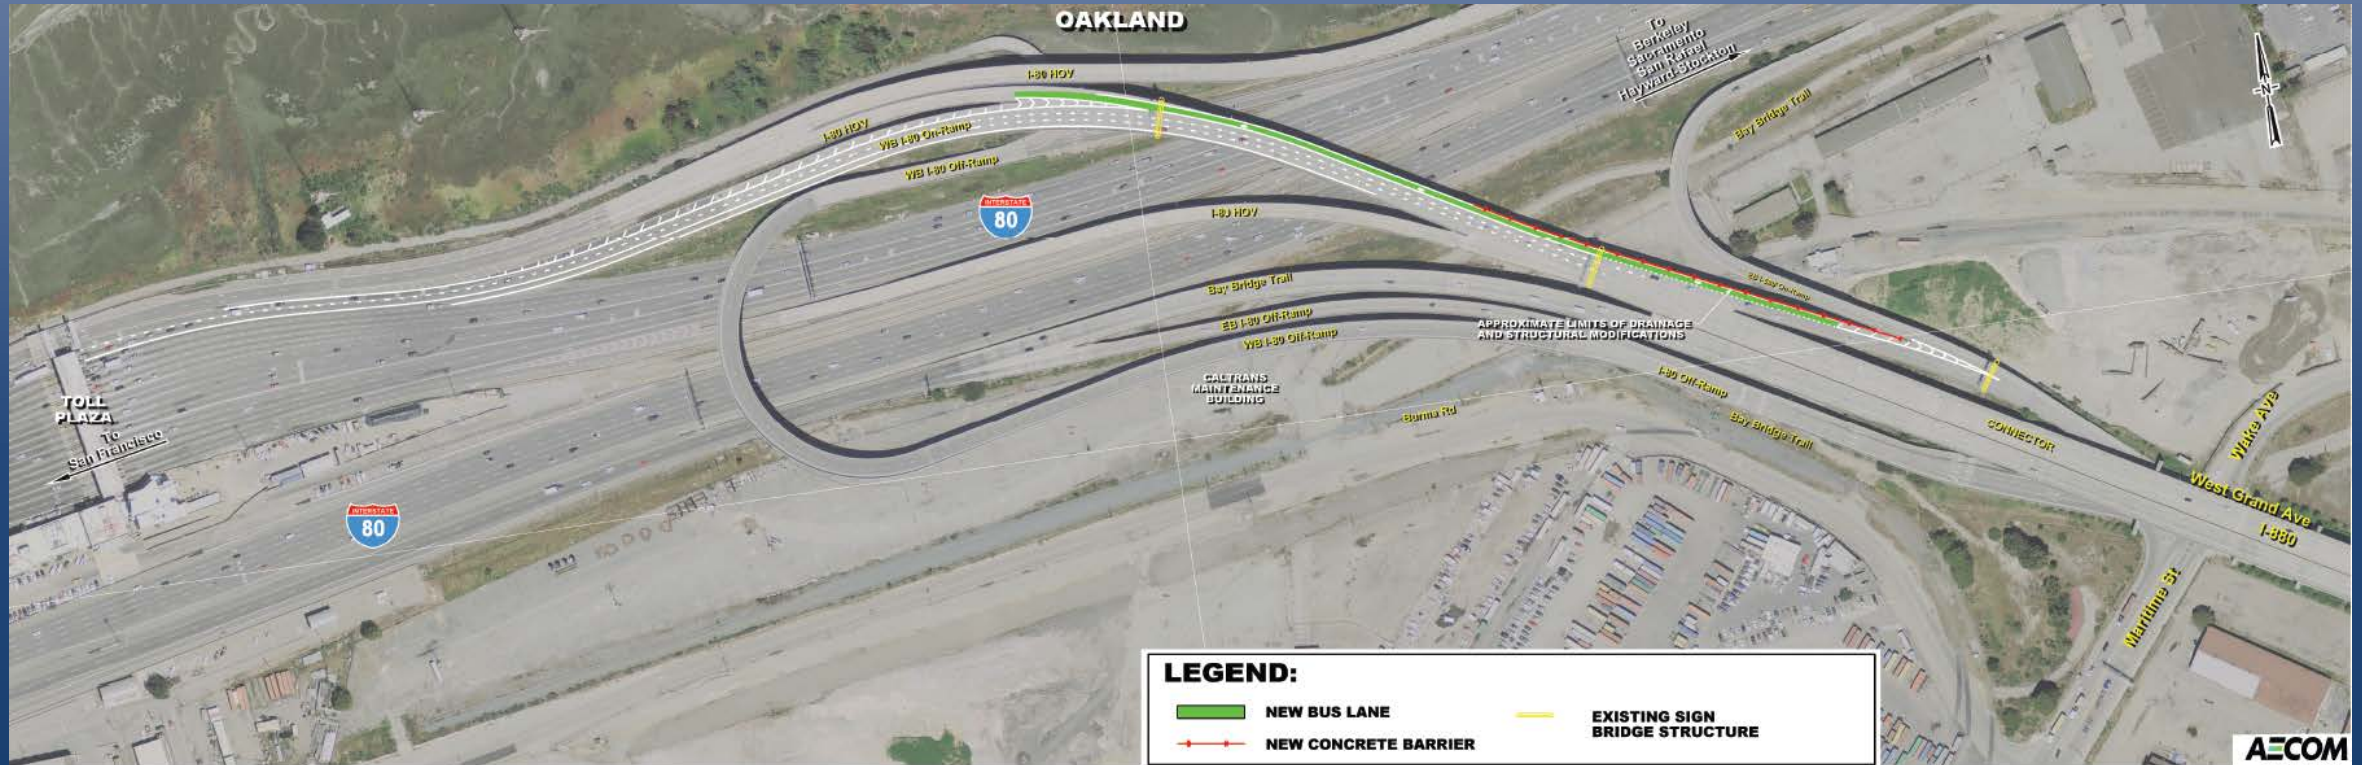 OAKLAND
To
Berkeley
Sacramento
San Rafael
Hayward-Stockton
N
I-80 HOV
I-80 HOV
WB I-80 On-Ramp
WB I-80 Off-Ramp
Bay Bridge Trail
INTERSTATE
80
I-80 HOV
Bay Bridge Trail
EB I-80 Off-Ramp
WB I-80 Off-Ramp
APPROXIMATE LIMITS OF DRAINAGE
AND STRUCTURAL MODIFICATIONS
CALTRANS
MAINTENANCE
BUILDING
TOLL
PLAZA
To
San Francisco
INTERSTATE
80
Burma Rd
I-80 Off-Ramp
Bay Bridge Trail
CONNECTOR
Wake Ave
West Grand Ave
I-880
Maritime St
LEGEND:
NEW BUS LANE
NEW CONCRETE BARRIER
EXISTING SIGN
BRIDGE STRUCTURE
AECOM